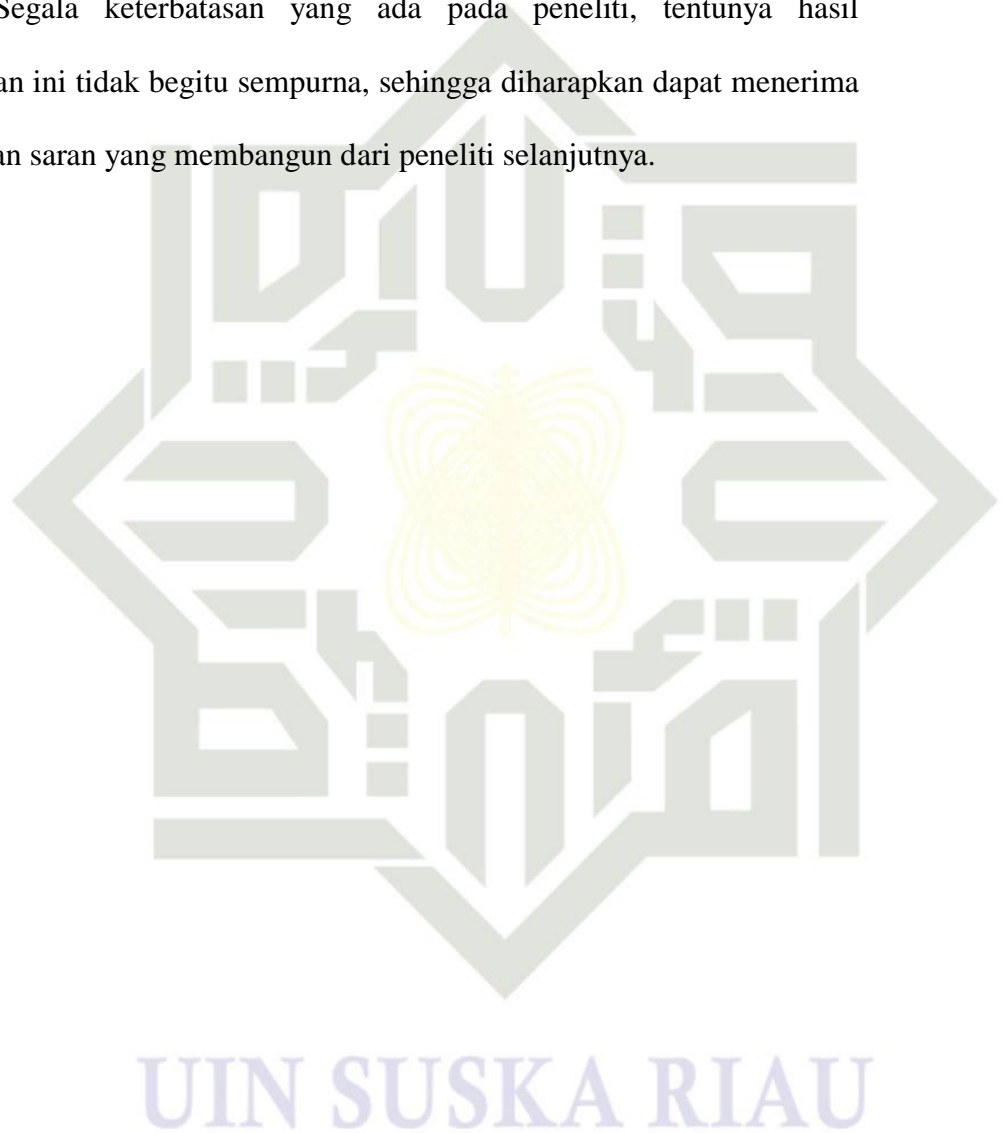 Segala keterbatasan yang ada pada peneliti, tentunya hasil
an ini tidak begitu sempurna, sehingga diharapkan dapat menerima
an saran yang membangun dari peneliti selanjutnya.
UIN SUSKA RIAU